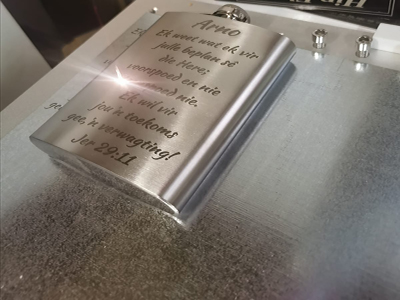 Arno
Ek weet wat ek vir
julle beplan sê
die Here;
voorspoed en nie
nie.
Ek wil vir
jou 'n toekoms
gee, 'n verwagting!
Jer 29:11